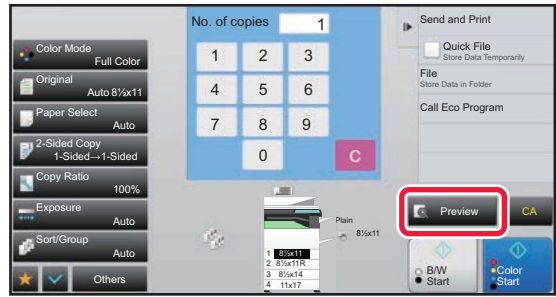 No. of copies 1
Color Mode
Full Color
Original
Auto 8½x11
Paper Select
Auto
2-Sided Copy
1-Sided→1-Sided
Copy Ratio
100%
Exposure
Auto
Sort/Group
Auto
Others
1 2 3
4 5 6
7 8 9
0 C
Plain
8½x11
1 8½x11
2 8½x11R
3 8½x14
4 11x17
Send and Print
Quick File
Store Data Temporarily
File
Store Data in Folder
Call Eco Program
Preview
CA
B/W
Start
Color
Start